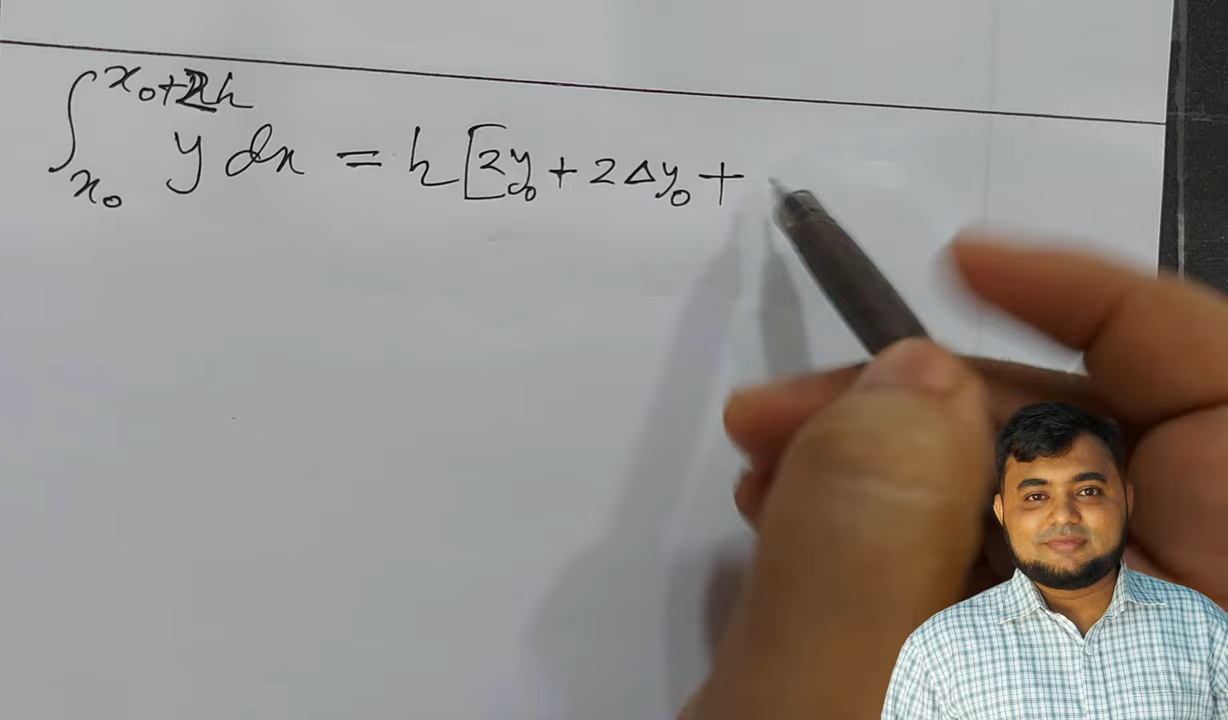 ∫_{x₀}^{x₀+2h} y dx = h [2y₀ + 2Δy₀ +